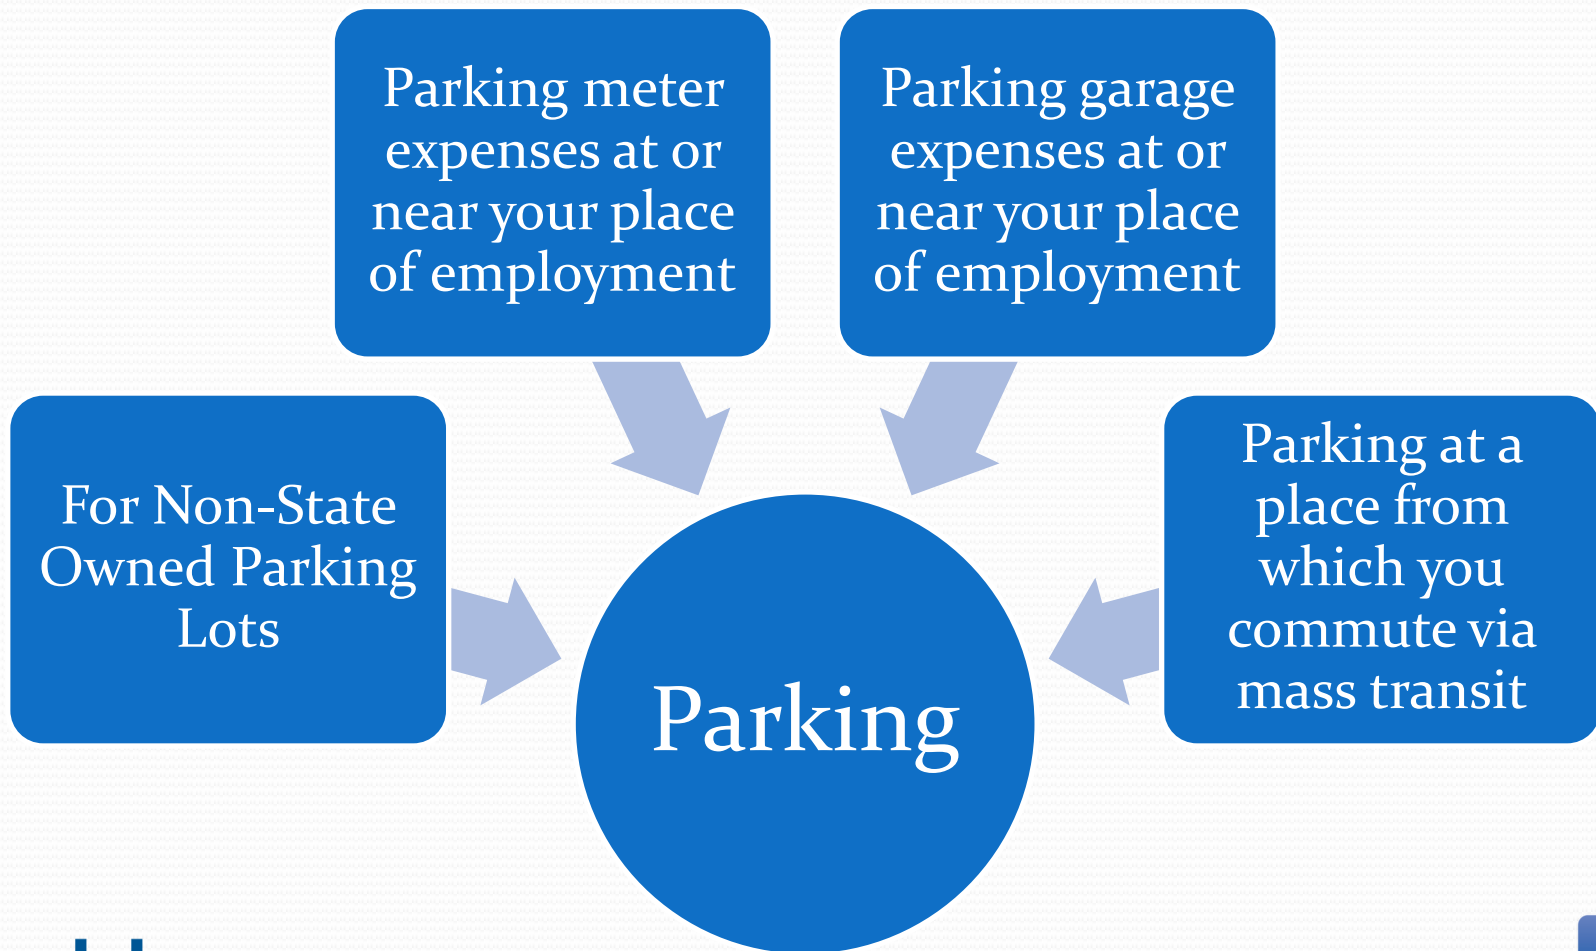 Parking meter
expenses at or
near your place
of employment
Parking garage
expenses at or
near your place
of employment
For Non-State
Owned Parking
Lots
Parking at a
place from
which you
commute via
mass transit
Parking